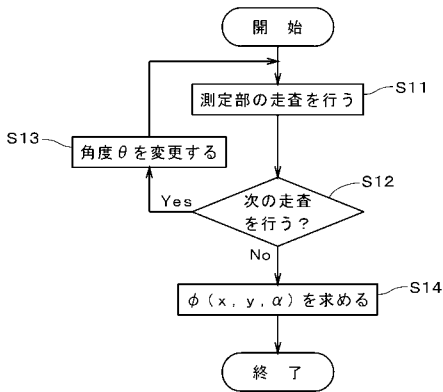 開始
S11
測定部の走査を行う
S13
角度θを変更する
S12
次の走査
を行う？
Yes
No
S14
φ(x, y, α)を求める
終了